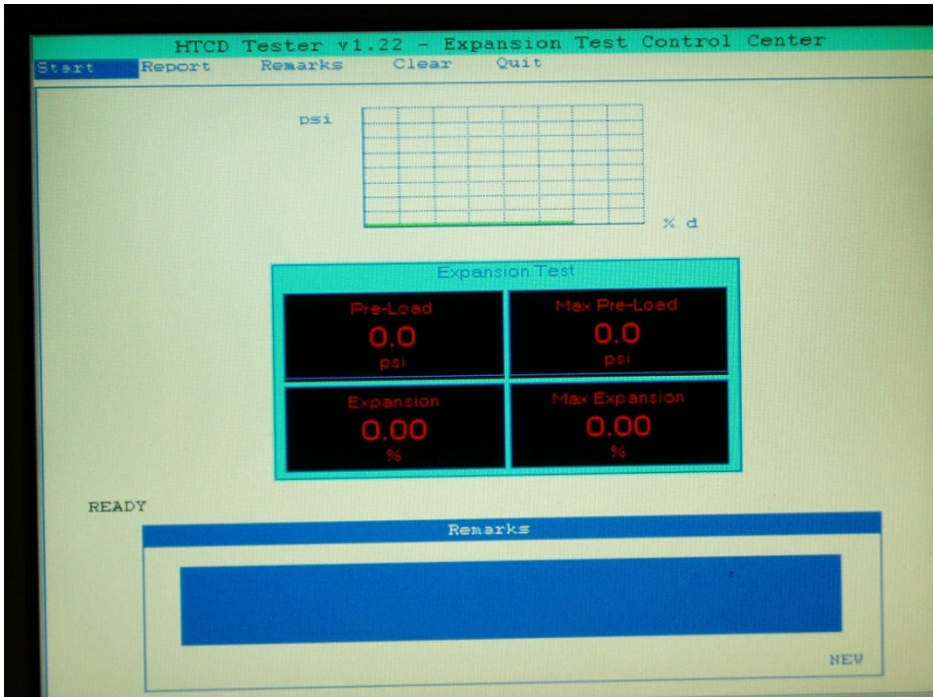 HTCD Tester v1.22 - Expansion Test Control Center
Start Report Remarks Clear Quit
psi
% d
Expansion Test
Pre-Load Max Pre-Load
0.0 0.0
psi psi
Expansion Max Expansion
0.00 0.00
% %
READY
Remarks
NEW